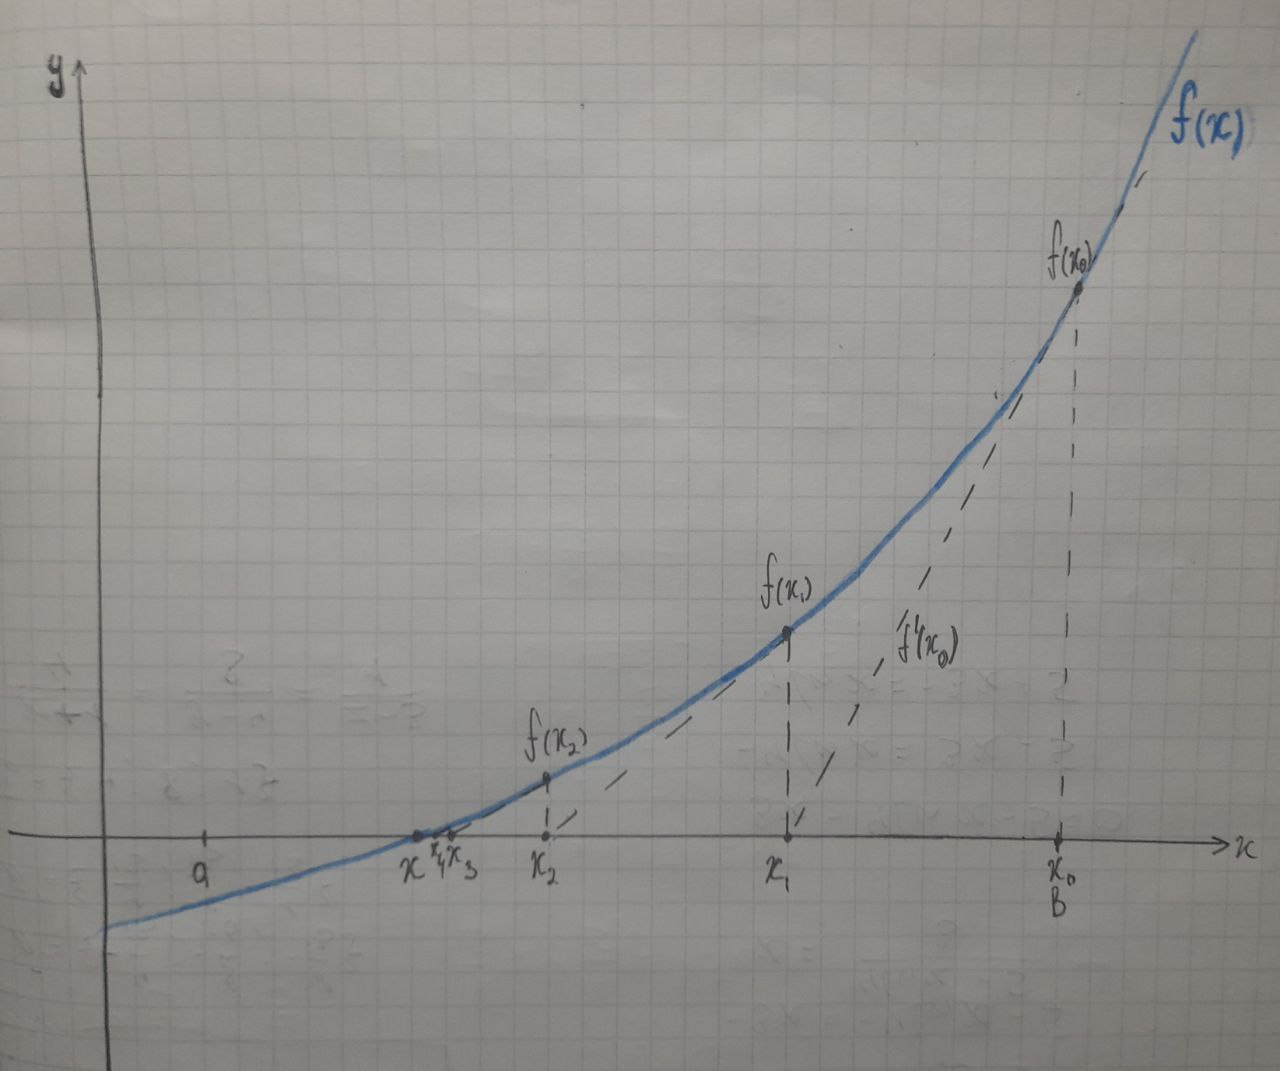 y
f(x)
f(x₀)
f(x₁)
f'(x₀)
f(x₂)
a x x₄ x₃ x₂ x₁ x₀ x
B